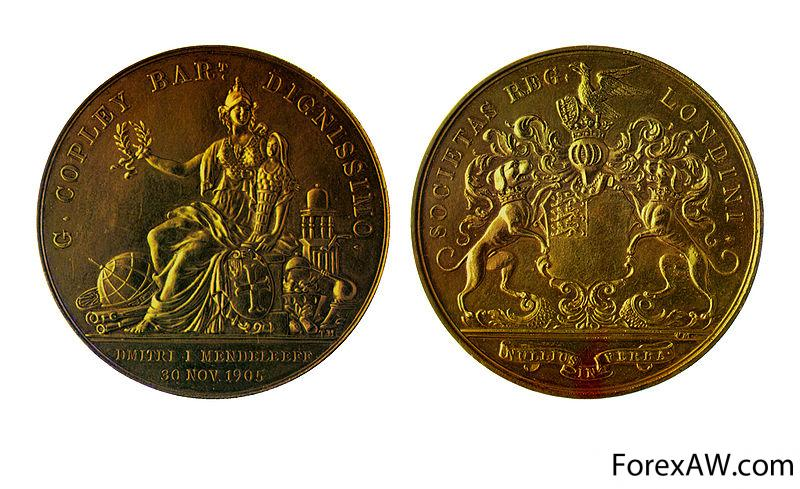 G · COPLEY BART DIGNISSIMO ·
DMITRI I MENDELEEFF
30 NOV. 1905
SOCIETAS REG. LONDINI ·
NULLIUS IN VERBA ·
ForexAW.com